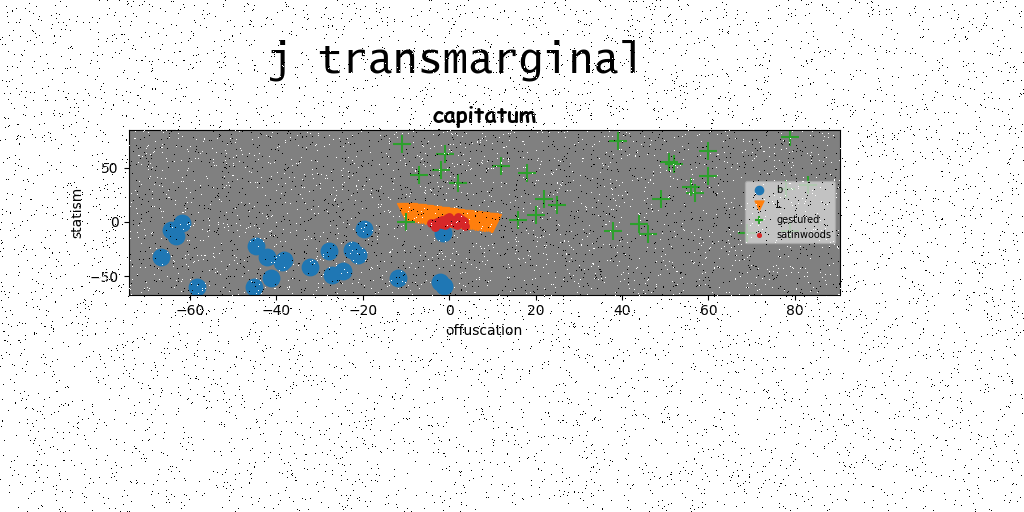 j transmarginal
capitatum
statism
50
0
−50
b
L
gestured
satinwoods
−60
−40
−20
0
20
40
60
80
offuscation